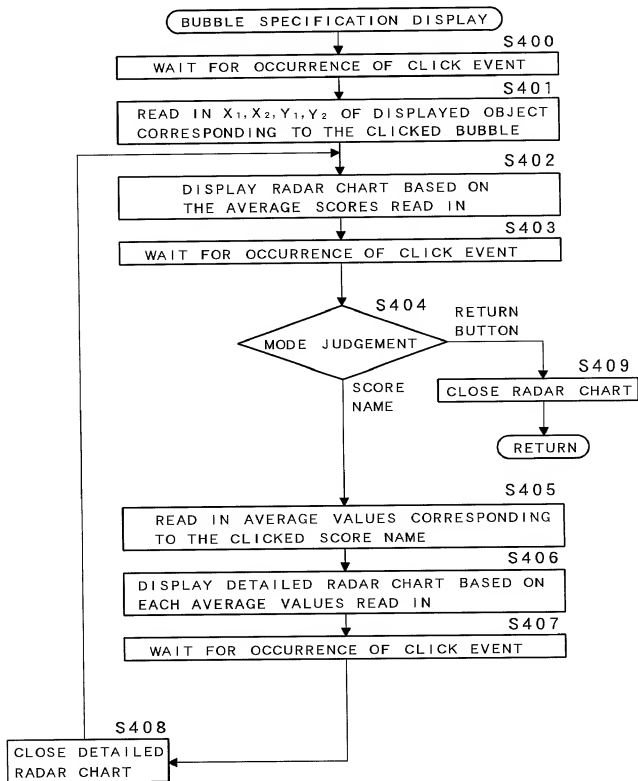 BUBBLE SPECIFICATION DISPLAY
S400
WAIT FOR OCCURRENCE OF CLICK EVENT
S401
READ IN X₁, X₂, Y₁, Y₂ OF DISPLAYED OBJECT
CORRESPONDING TO THE CLICKED BUBBLE
S402
DISPLAY RADAR CHART BASED ON
THE AVERAGE SCORES READ IN
S403
WAIT FOR OCCURRENCE OF CLICK EVENT
S404
MODE JUDGEMENT
RETURN
BUTTON
S409
CLOSE RADAR CHART
RETURN
SCORE
NAME
S405
READ IN AVERAGE VALUES CORRESPONDING
TO THE CLICKED SCORE NAME
S406
DISPLAY DETAILED RADAR CHART BASED ON
EACH AVERAGE VALUES READ IN
S407
WAIT FOR OCCURRENCE OF CLICK EVENT
S408
CLOSE DETAILED
RADAR CHART